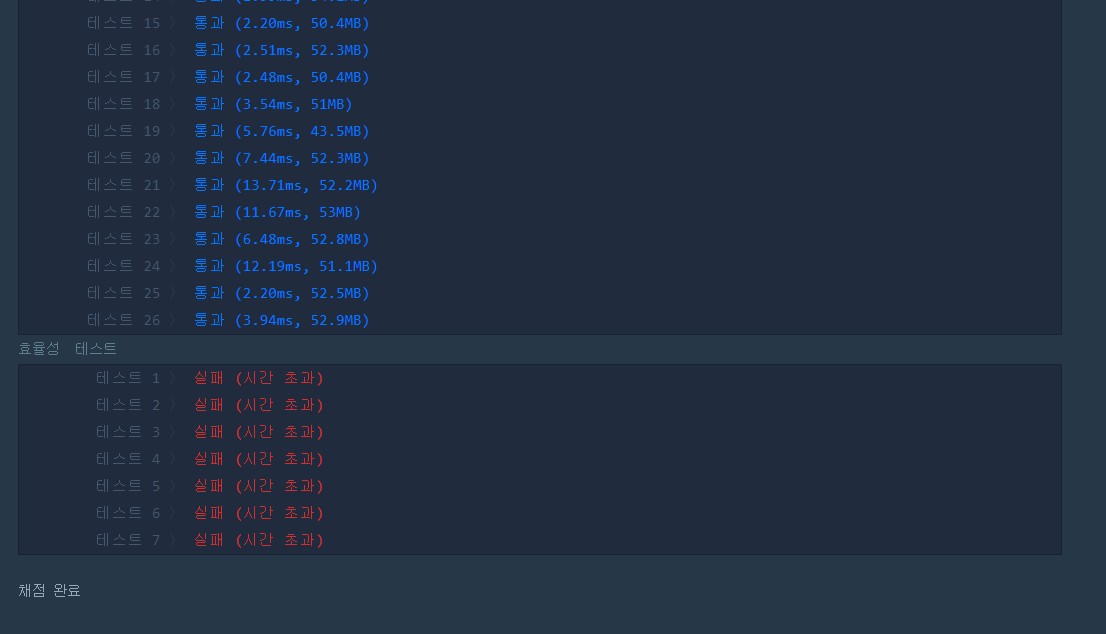 테스트 15 〉 통과 (2.20ms, 50.4MB)
테스트 16 〉 통과 (2.51ms, 52.3MB)
테스트 17 〉 통과 (2.48ms, 50.4MB)
테스트 18 〉 통과 (3.54ms, 51MB)
테스트 19 〉 통과 (5.76ms, 43.5MB)
테스트 20 〉 통과 (7.44ms, 52.3MB)
테스트 21 〉 통과 (13.71ms, 52.2MB)
테스트 22 〉 통과 (11.67ms, 53MB)
테스트 23 〉 통과 (6.48ms, 52.8MB)
테스트 24 〉 통과 (12.19ms, 51.1MB)
테스트 25 〉 통과 (2.20ms, 52.5MB)
테스트 26 〉 통과 (3.94ms, 52.9MB)
효율성 테스트
테스트 1 〉 실패 (시간 초과)
테스트 2 〉 실패 (시간 초과)
테스트 3 〉 실패 (시간 초과)
테스트 4 〉 실패 (시간 초과)
테스트 5 〉 실패 (시간 초과)
테스트 6 〉 실패 (시간 초과)
테스트 7 〉 실패 (시간 초과)
채점 완료